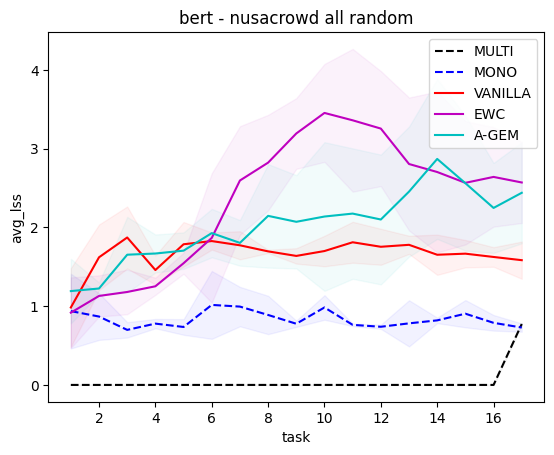 bert - nusacrowd all random
MULTI
MONO
VANILLA
EWC
A-GEM
4
3
2
1
0
avg_lss
2 4 6 8 10 12 14 16
task